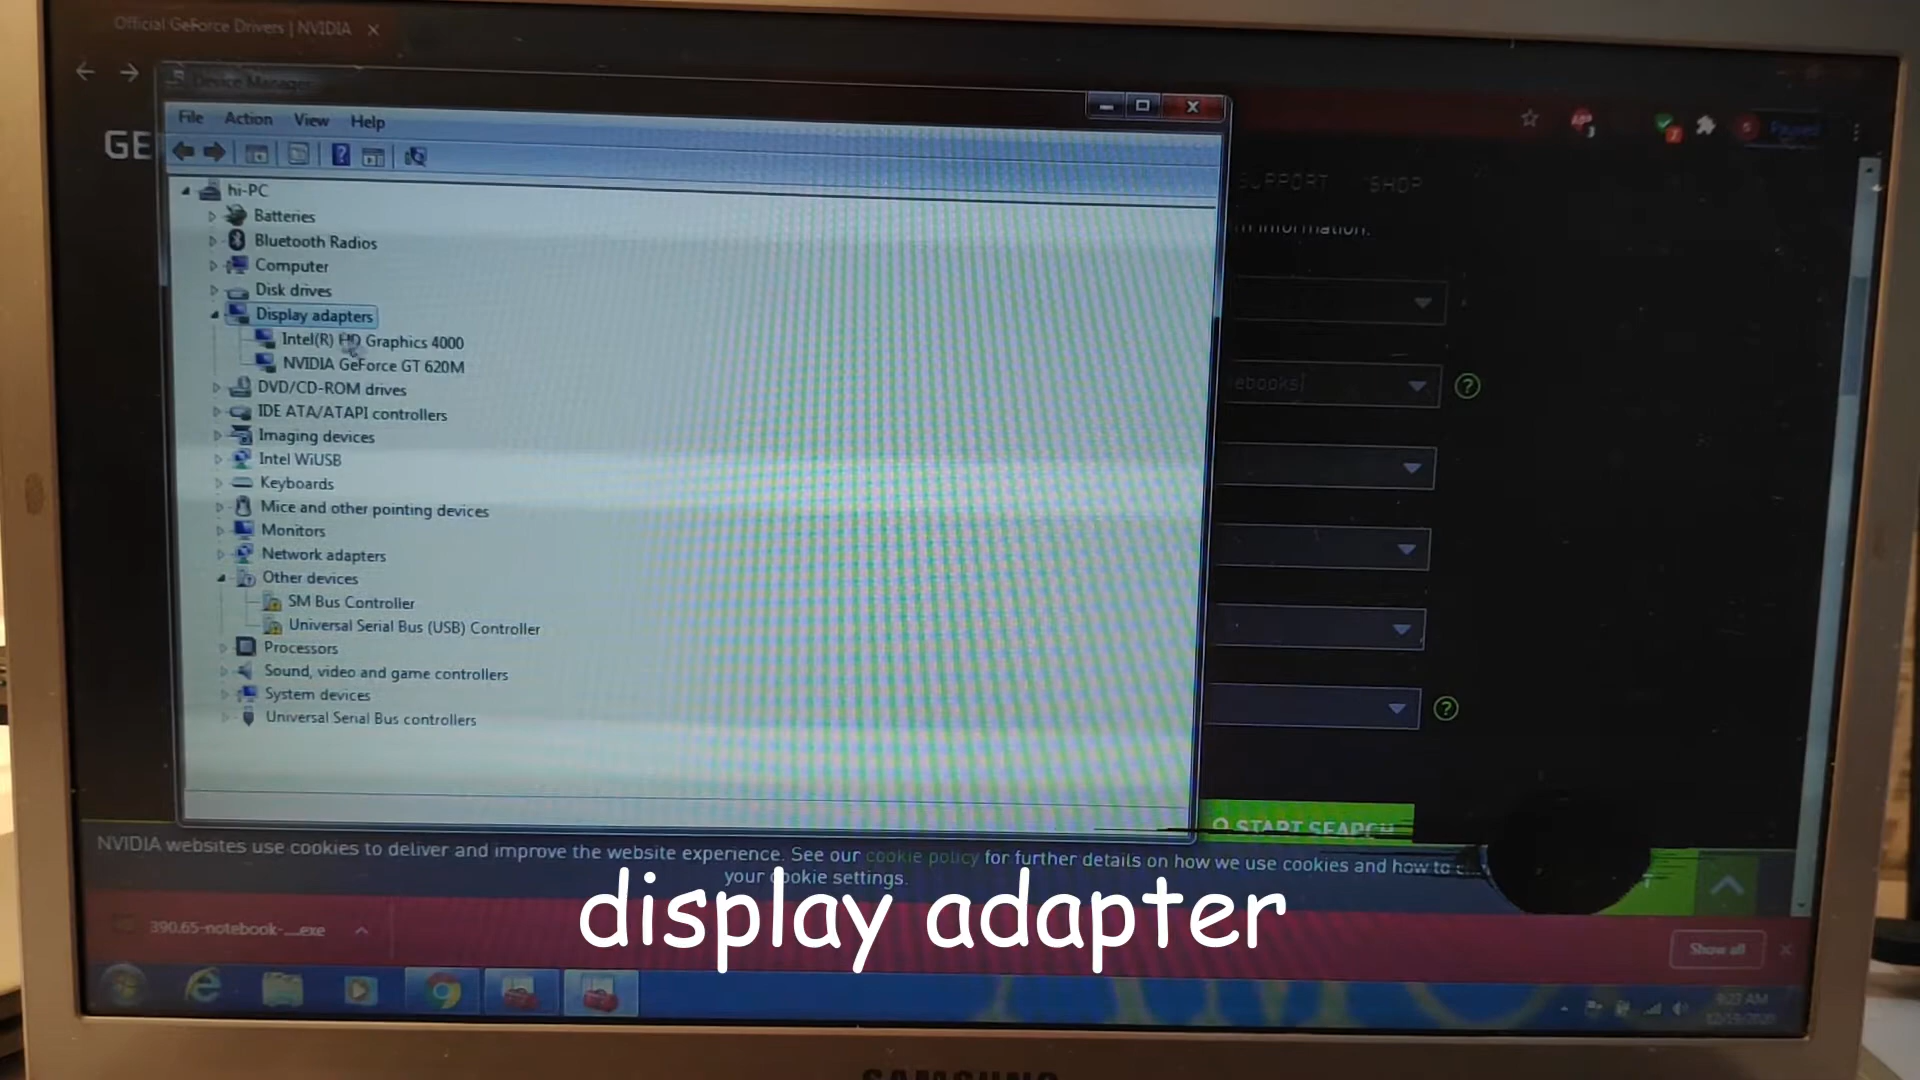 Official GeForce Drivers | NVIDIA
Device Manager
File Action View Help
GE
hi-PC
Batteries
Bluetooth Radios
Computer
Disk drives
Display adapters
Intel(R) HD Graphics 4000
NVIDIA GeForce GT 620M
DVD/CD-ROM drives
IDE ATA/ATAPI controllers
Imaging devices
Intel WiUSB
Keyboards
Mice and other pointing devices
Monitors
Network adapters
Other devices
SM Bus Controller
Universal Serial Bus (USB) Controller
Processors
Sound, video and game controllers
System devices
Universal Serial Bus controllers
Paused
SUPPORT SHOP
information.
ebooks)
START SEARCH
NVIDIA websites use cookies to deliver and improve the website experience. See our cookie policy for further details on how we use cookies and how to
your cookie settings.
display adapter
390.65-notebook-....exe
Show all
9:23 AM
SAMSUNG